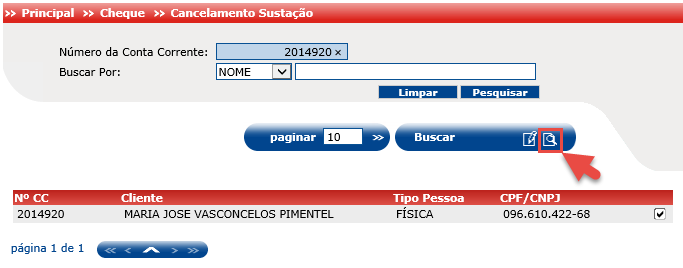 >> Principal >> Cheque >> Cancelamento Sustação
Número da Conta Corrente: 2014920 ×
Buscar Por: NOME
Limpar Pesquisar
paginar 10 >> Buscar
Nº CC Cliente Tipo Pessoa CPF/CNPJ
2014920 MARIA JOSE VASCONCELOS PIMENTEL FÍSICA 096.610.422-68
página 1 de 1 << < > >>